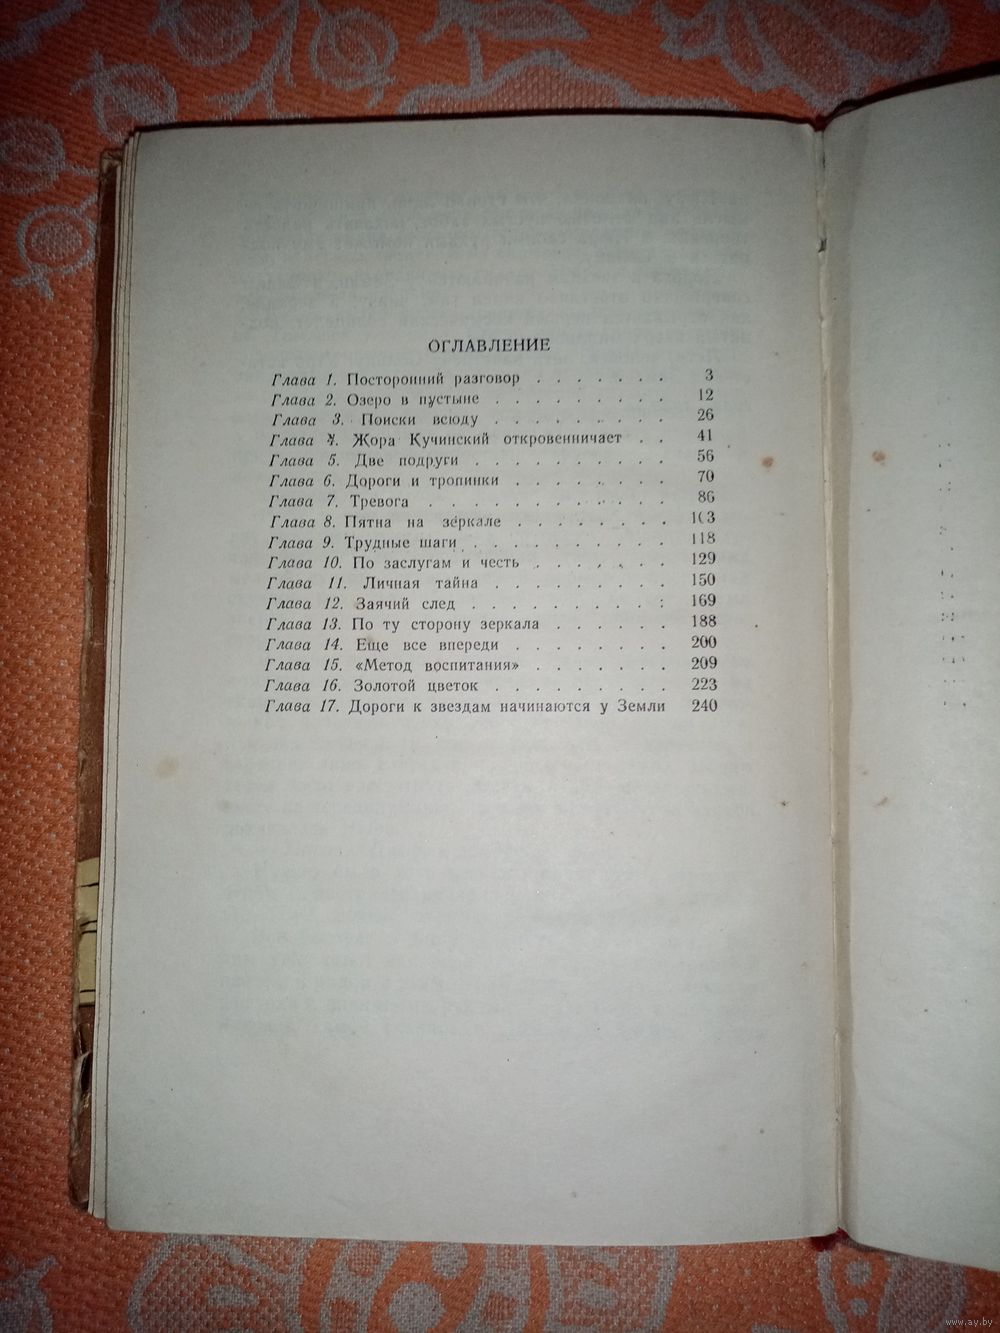 ОГЛАВЛЕНИЕ
Глава 1. Посторонний разговор . . . . . . . 3
Глава 2. Озеро в пустыне . . . . . . . . . 12
Глава 3. Поиски всюду . . . . . . . . . 26
Глава 4. Жора Кучинский откровенничает . . 41
Глава 5. Две подруги . . . . . . . . . . 56
Глава 6. Дороги и тропинки . . . . . . . . 70
Глава 7. Тревога . . . . . . . . . . . . 86
Глава 8. Пятна на зеркале . . . . . . . . 103
Глава 9. Трудные шаги . . . . . . . . . . 118
Глава 10. По заслугам и честь . . . . . . . 129
Глава 11. Личная тайна . . . . . . . . . 150
Глава 12. Заячий след . . . . . . . . . : 169
Глава 13. По ту сторону зеркала . . . . . . 188
Глава 14. Еще все впереди . . . . . . . . 200
Глава 15. «Метод воспитания» . . . . . . . 209
Глава 16. Золотой цветок . . . . . . . . . 223
Глава 17. Дороги к звездам начинаются у Земли 240
www.ay.by